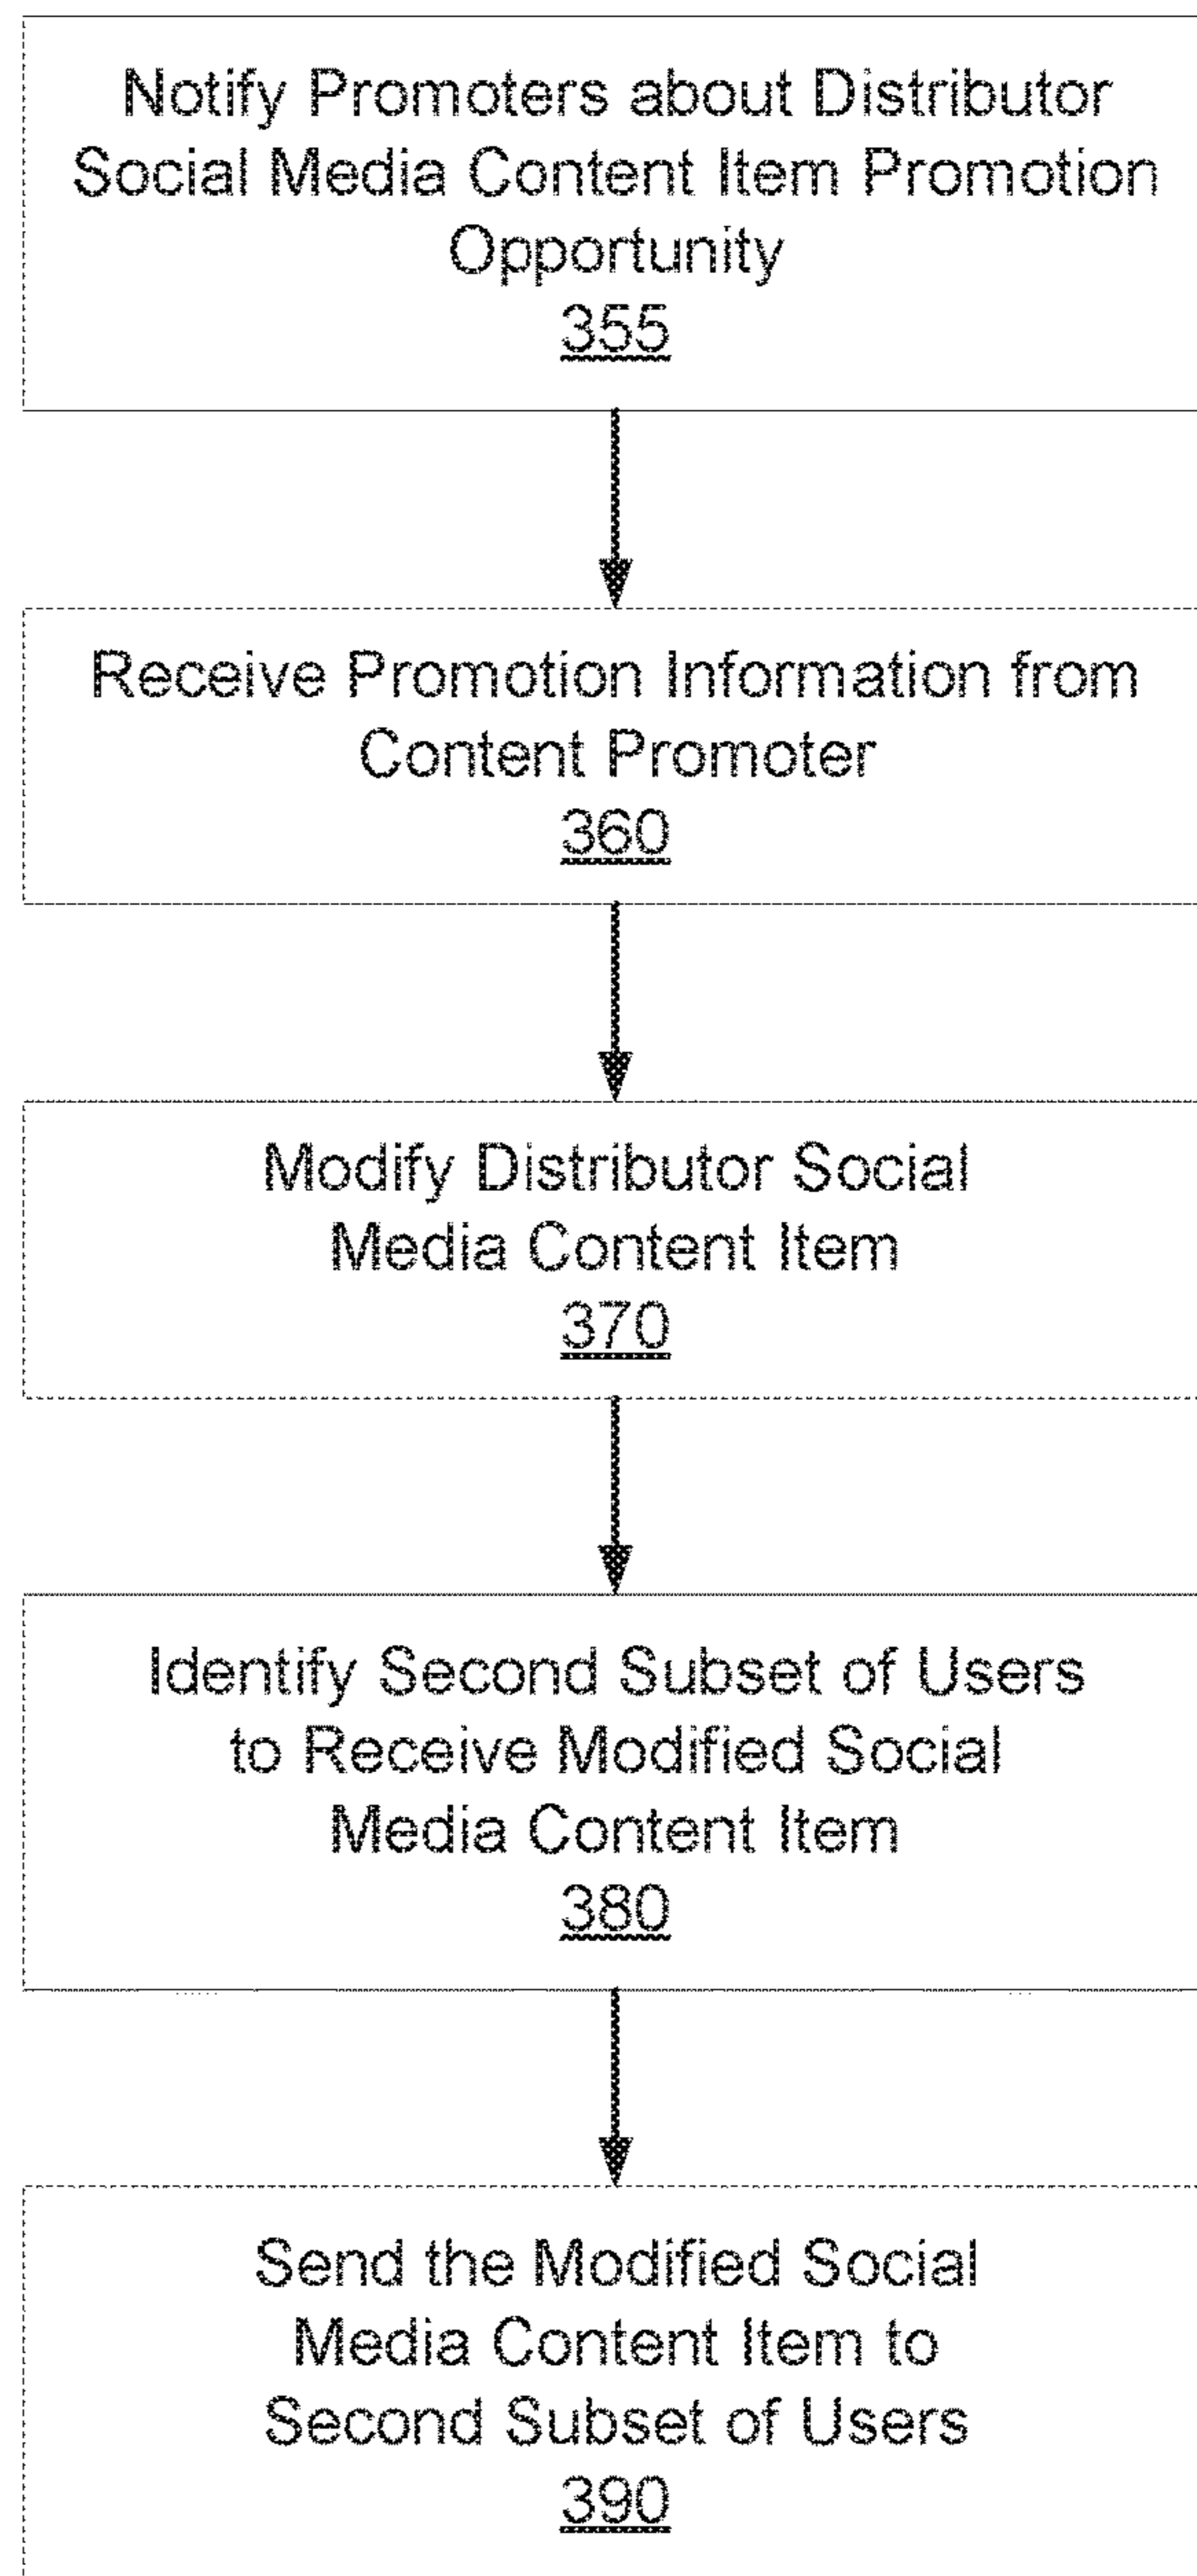 Notify Promoters about Distributor
Social Media Content Item Promotion
Opportunity
355
Receive Promotion Information from
Content Promoter
360
Modify Distributor Social
Media Content Item
370
Identify Second Subset of Users
to Receive Modified Social
Media Content Item
380
Send the Modified Social
Media Content Item to
Second Subset of Users
390